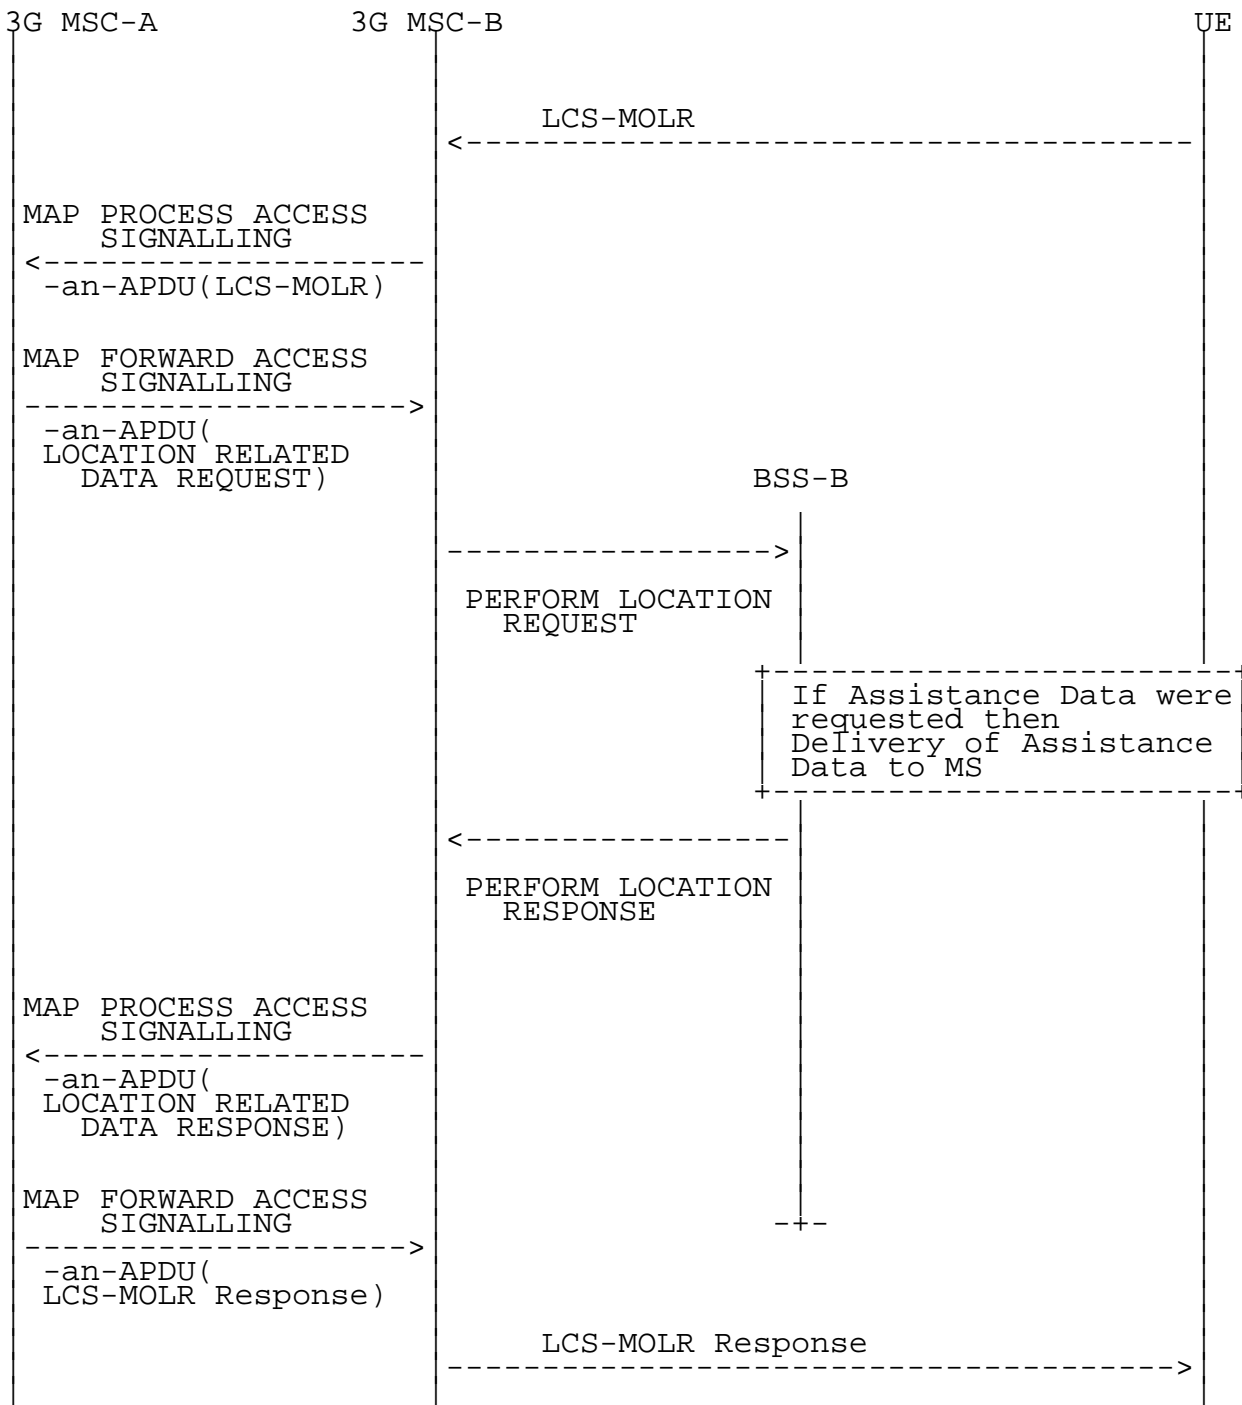 3G MSC-A 3G MSC-B UE
LCS-MOLR
MAP PROCESS ACCESS
SIGNALLING
-an-APDU(LCS-MOLR)
MAP FORWARD ACCESS
SIGNALLING
-an-APDU(
LOCATION RELATED
DATA REQUEST)
BSS-B
PERFORM LOCATION
REQUEST
If Assistance Data were
requested then
Delivery of Assistance
Data to MS
PERFORM LOCATION
RESPONSE
MAP PROCESS ACCESS
SIGNALLING
-an-APDU(
LOCATION RELATED
DATA RESPONSE)
MAP FORWARD ACCESS
SIGNALLING
-an-APDU(
LCS-MOLR Response)
LCS-MOLR Response